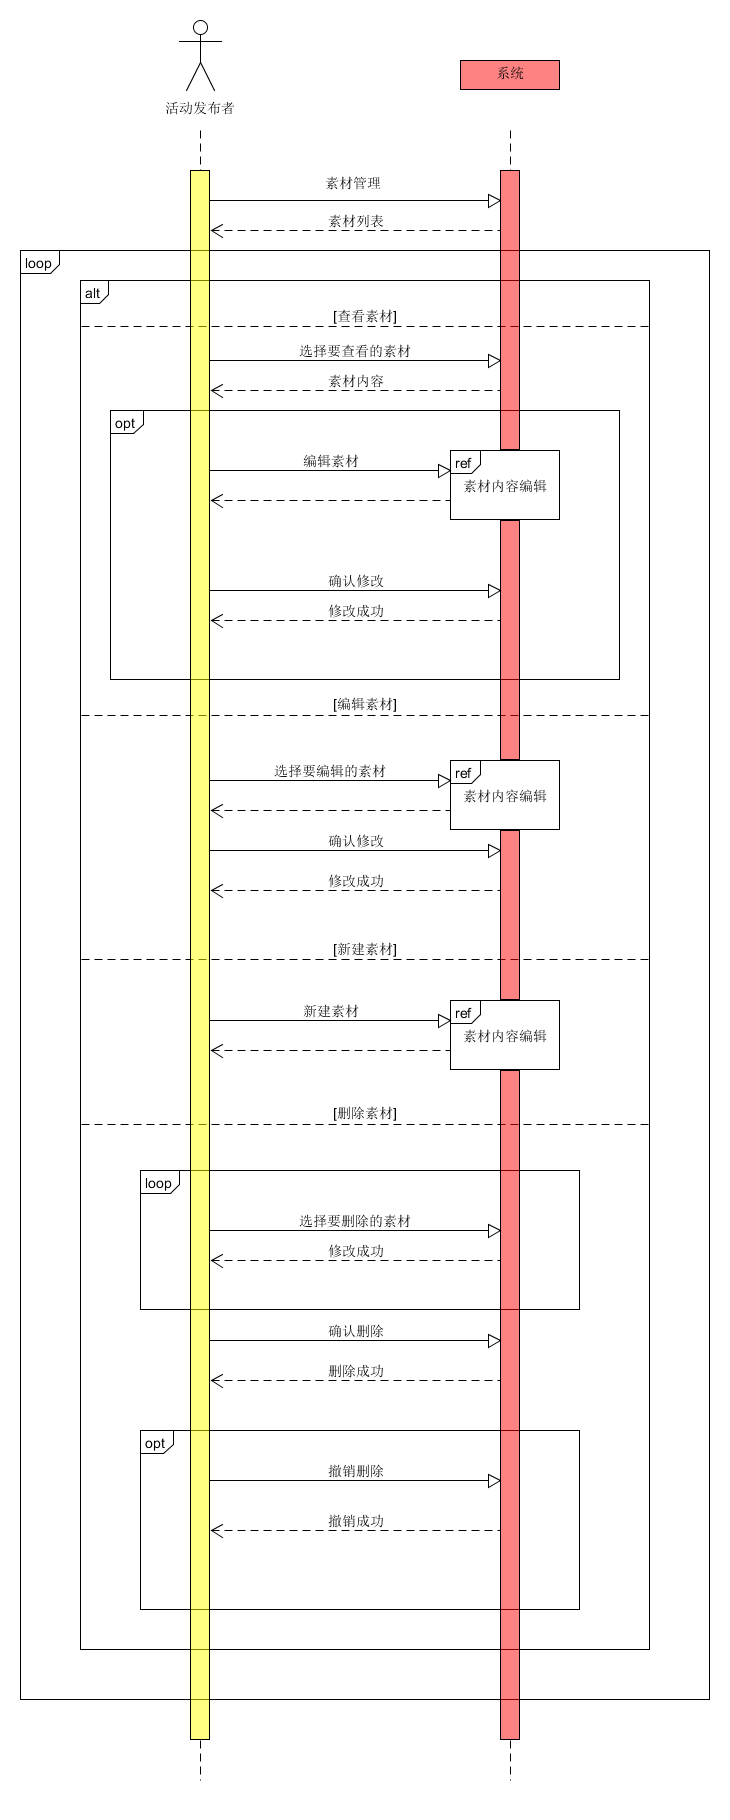 活动发布者
系统
素材管理
素材列表
loop
alt
[查看素材]
选择要查看的素材
素材内容
opt
编辑素材
ref
素材内容编辑
确认修改
修改成功
[编辑素材]
选择要编辑的素材
ref
素材内容编辑
确认修改
修改成功
[新建素材]
新建素材
ref
素材内容编辑
[删除素材]
loop
选择要删除的素材
修改成功
确认删除
删除成功
opt
撤销删除
撤销成功